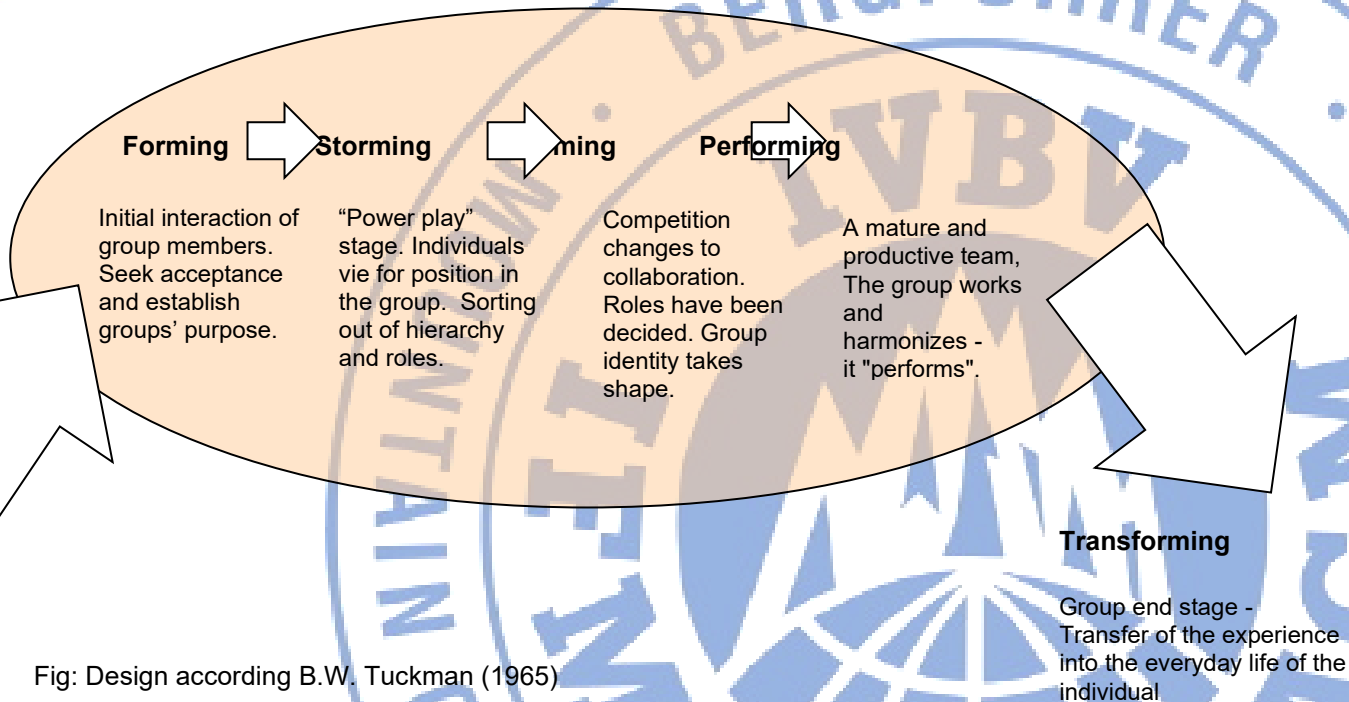 Forming
Storming
ming
Performing
Initial interaction of
group members.
Seek acceptance
and establish
groups’ purpose.
“Power play”
stage. Individuals
vie for position in
the group.  Sorting
out of hierarchy
and roles.
Competition
changes to
collaboration.
Roles have been
decided. Group
identity takes
shape.
A mature and
productive team,
The group works
and
harmonizes -
it "performs".
Transforming
Group end stage -
Transfer of the experience
into the everyday life of the
individual
Fig: Design according B.W. Tuckman (1965)
IVBV
MOUNTAIN